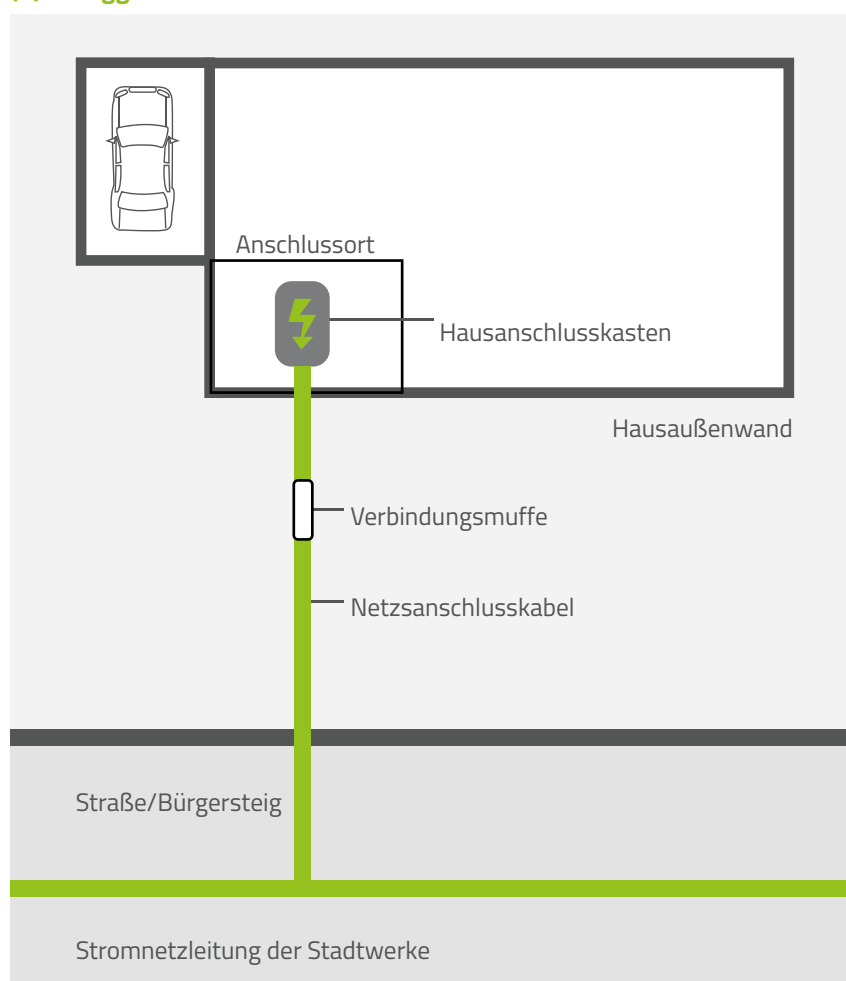 Anschlussort
Hausanschlusskasten
Hausaußenwand
Verbindungsmuffe
Netzsanschlusskabel
Straße/Bürgersteig
Stromnetzleitung der Stadtwerke